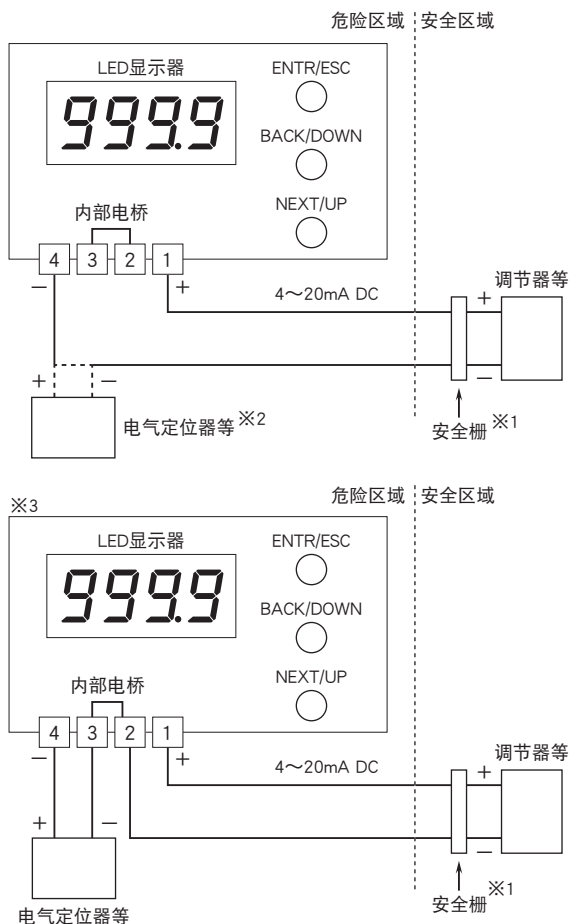 危险区域 安全区域
LED显示器
999.9
ENTR/ESC
BACK/DOWN
NEXT/UP
内部电桥
4 3 2 1
− +
4～20mA DC
调节器等
+
−
+ −
电气定位器等※2
安全栅※1
※3
危险区域 安全区域
LED显示器
999.9
ENTR/ESC
BACK/DOWN
NEXT/UP
内部电桥
4 3 2 1
− +
4～20mA DC
调节器等
+
−
+ −
电气定位器等
安全栅※1